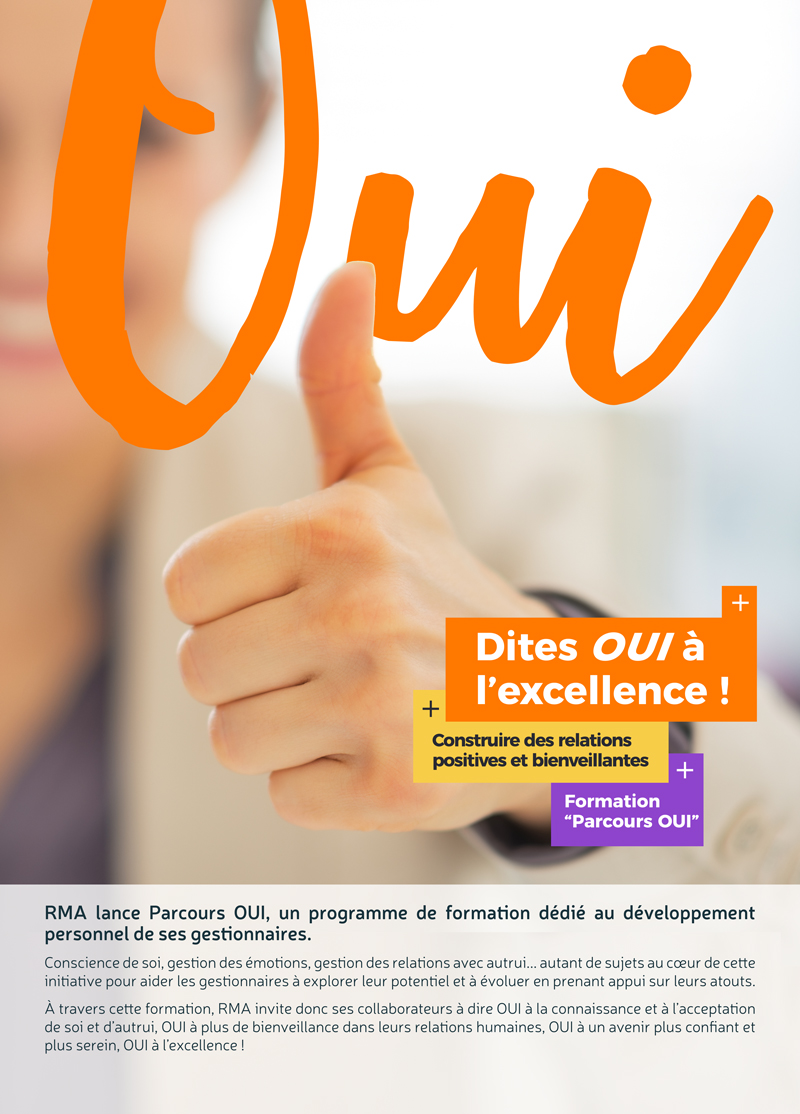 Oui
+
Dites OUI à
l’excellence !
+
Construire des relations
positives et bienveillantes
+
Formation
“Parcours OUI”
RMA lance Parcours OUI, un programme de formation dédié au développement
personnel de ses gestionnaires.
Conscience de soi, gestion des émotions, gestion des relations avec autrui... autant de sujets au cœur de cette
initiative pour aider les gestionnaires à explorer leur potentiel et à évoluer en prenant appui sur leurs atouts.
À travers cette formation, RMA invite donc ses collaborateurs à dire OUI à la connaissance et à l’acceptation
de soi et d’autrui, OUI à plus de bienveillance dans leurs relations humaines, OUI à un avenir plus confiant et
plus serein, OUI à l’excellence !